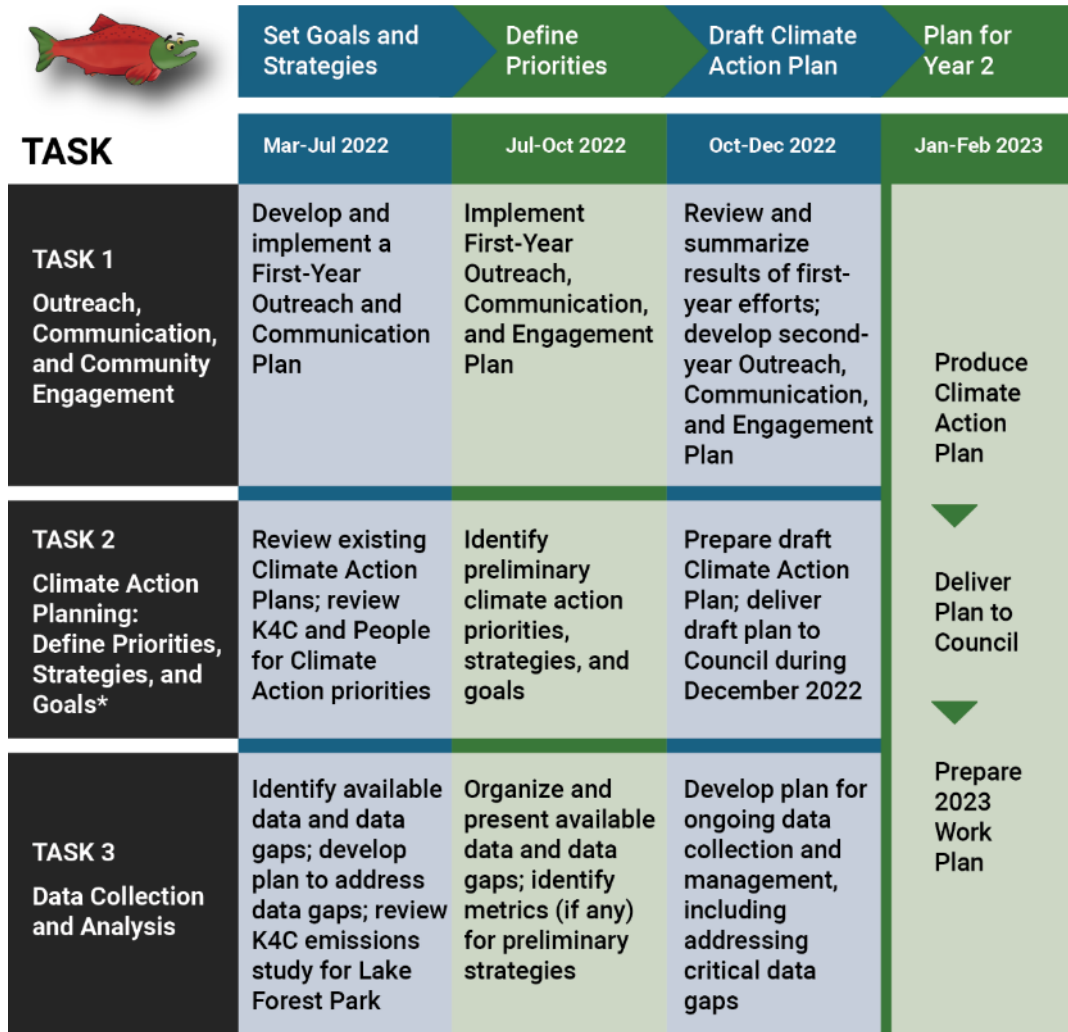 Set Goals and
Strategies
Define
Priorities
Draft Climate
Action Plan
Plan for
Year 2
TASK
Mar-Jul 2022
Jul-Oct 2022
Oct-Dec 2022
Jan-Feb 2023
TASK 1
Outreach,
Communication,
and Community
Engagement
Develop and
implement a
First-Year
Outreach and
Communication
Plan
Implement
First-Year
Outreach,
Communication,
and Engagement
Plan
Review and
summarize
results of first-
year efforts;
develop second-
year Outreach,
Communication,
and Engagement
Plan
TASK 2
Climate Action
Planning:
Define Priorities,
Strategies, and
Goals*
Review existing
Climate Action
Plans; review
K4C and People
for Climate
Action priorities
Identify
preliminary
climate action
priorities,
strategies, and
goals
Prepare draft
Climate Action
Plan; deliver
draft plan to
Council during
December 2022
TASK 3
Data Collection
and Analysis
Identify available
data and data
gaps; develop
plan to address
data gaps; review
K4C emissions
study for Lake
Forest Park
Organize and
present available
data and data
gaps; identify
metrics (if any)
for preliminary
strategies
Develop plan for
ongoing data
collection and
management,
including
addressing
critical data
gaps
Produce
Climate
Action
Plan
Deliver
Plan to
Council
Prepare
2023
Work
Plan